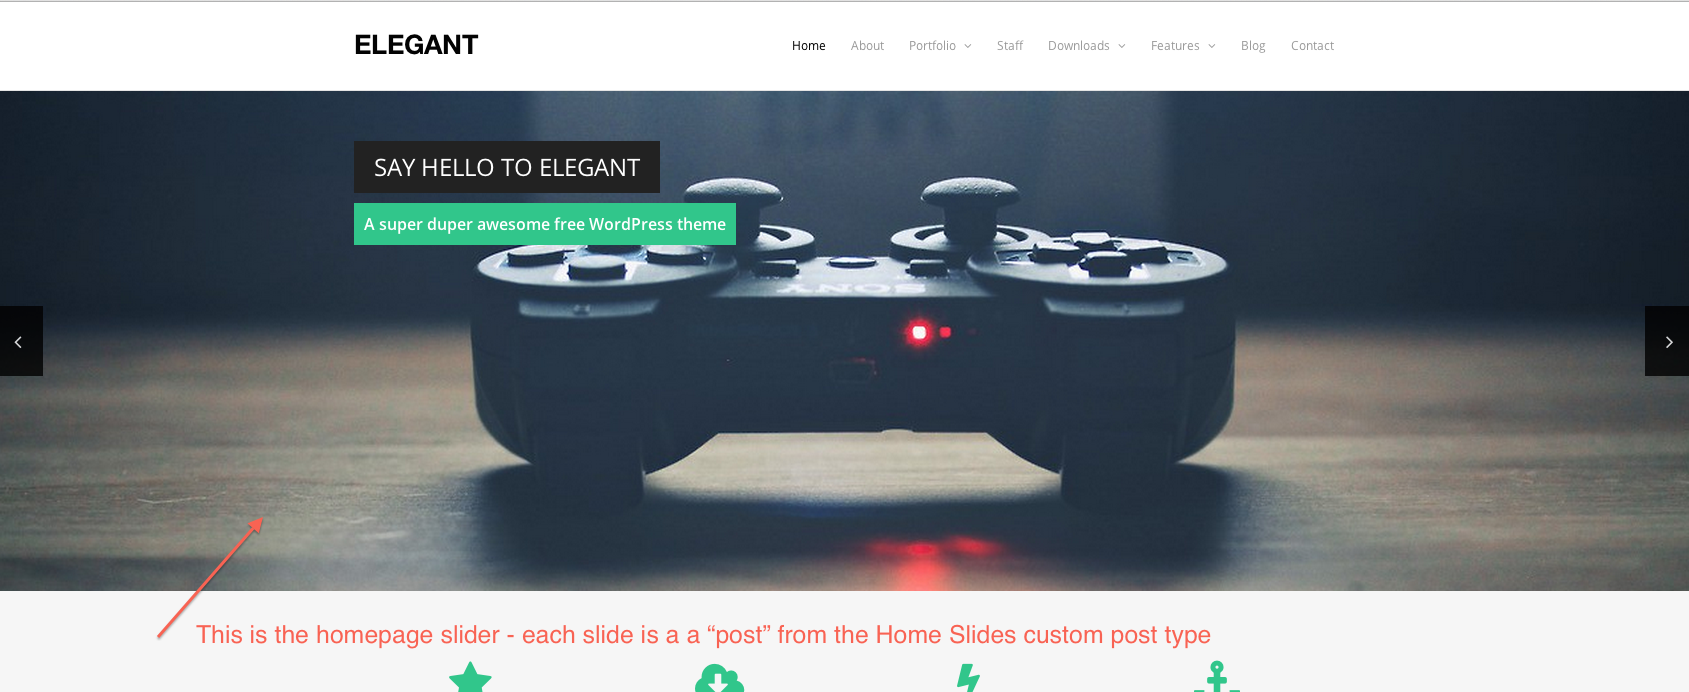 ELEGANT
Home About Portfolio Staff Downloads Features Blog Contact
SAY HELLO TO ELEGANT
A super duper awesome free WordPress theme
SONY
This is the homepage slider - each slide is a a “post” from the Home Slides custom post type